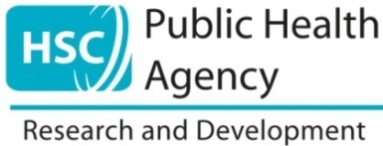 HSC
Public Health
Agency
Research and Development